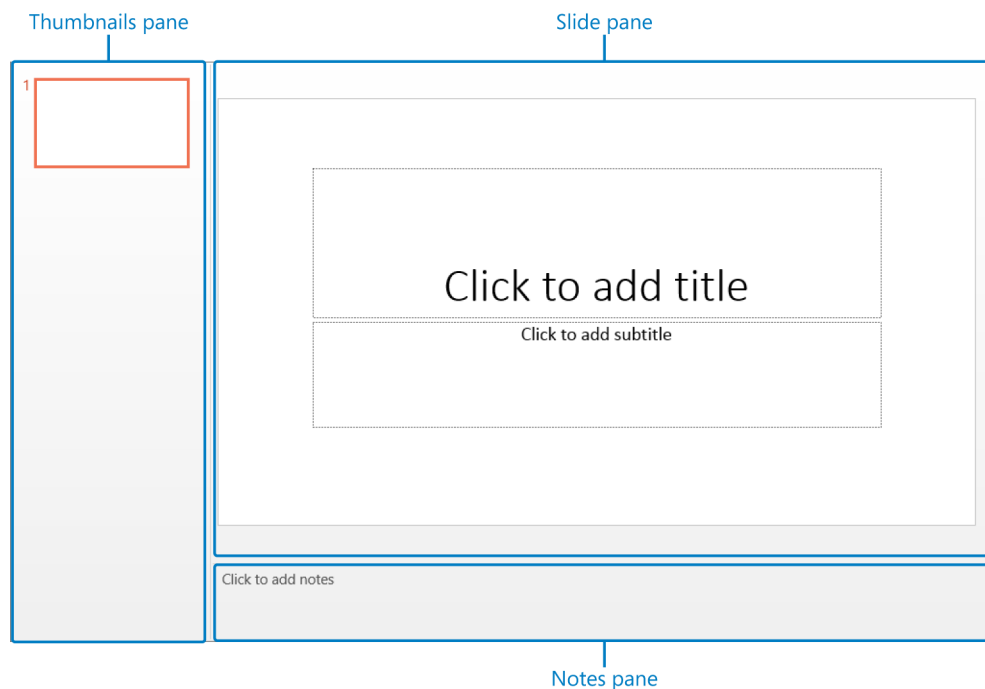 Thumbnails pane
Slide pane
1
Click to add title
Click to add subtitle
Click to add notes
Notes pane